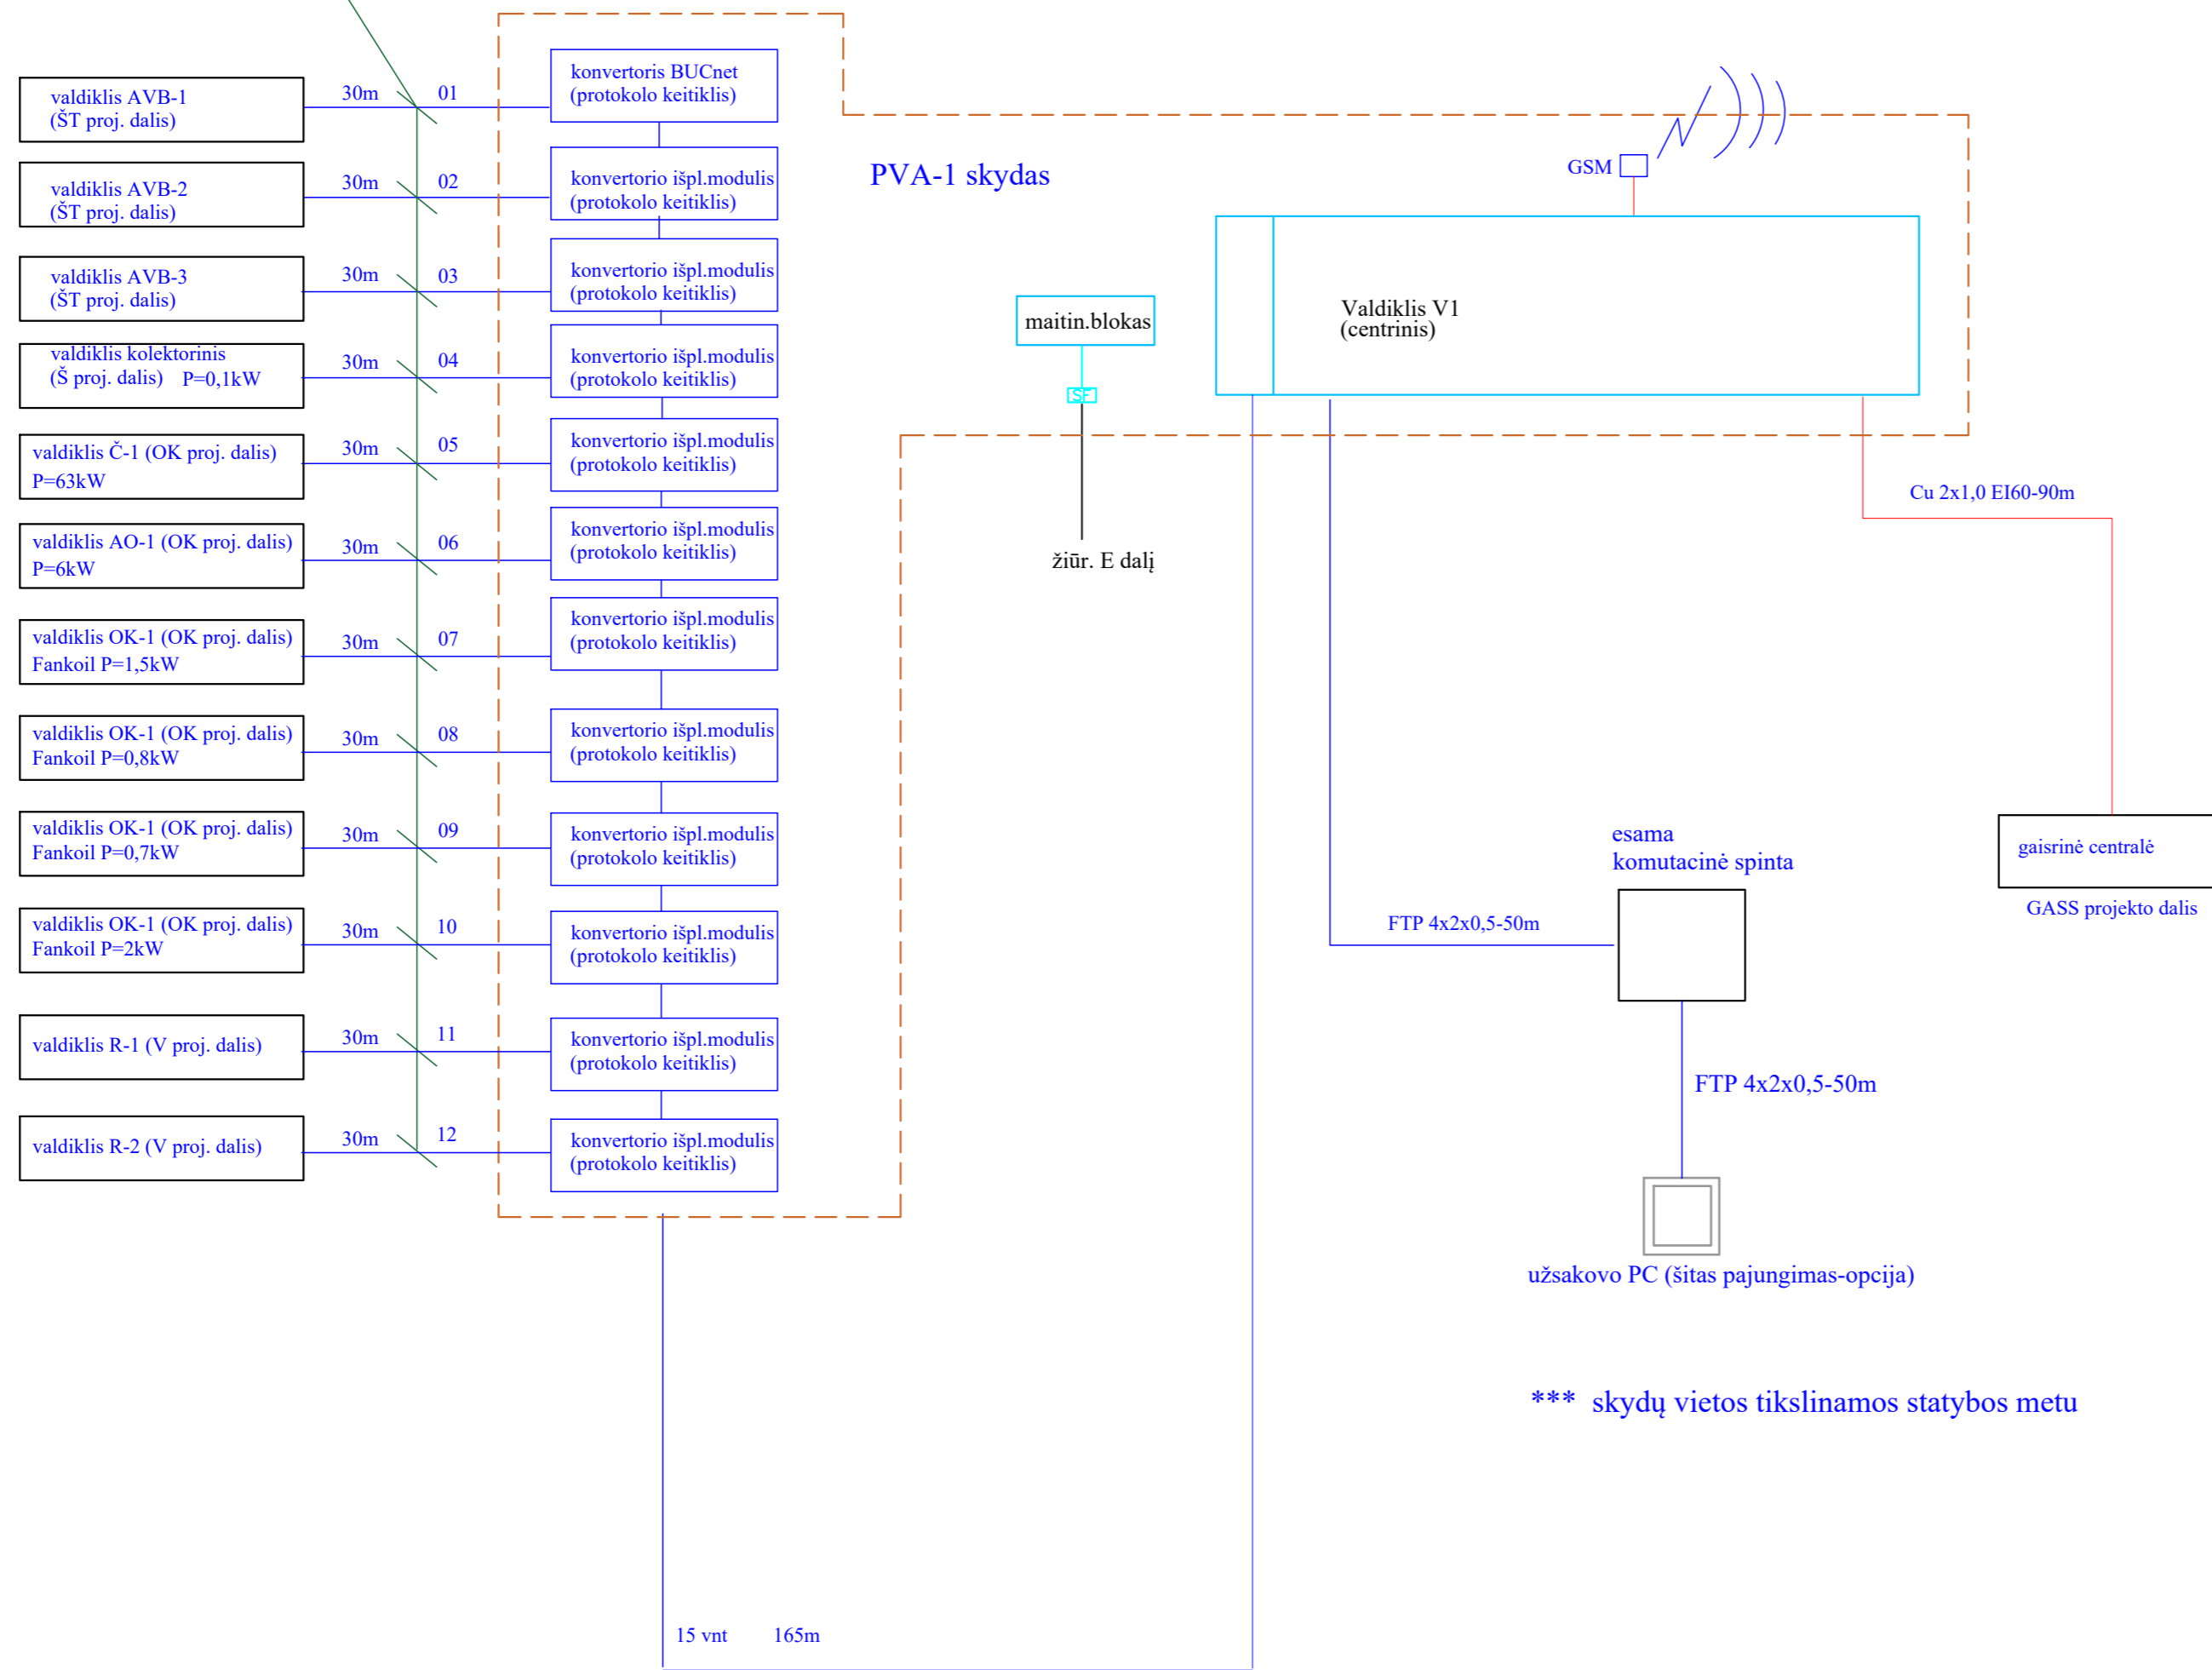 valdiklis AVB-1
(ŠT proj. dalis)
30m
01
konvertoris BUCnet
(protokolo keitiklis)
valdiklis AVB-2
(ŠT proj. dalis)
30m
02
konvertorio išpl.modulis
(protokolo keitiklis)
valdiklis AVB-3
(ŠT proj. dalis)
30m
03
konvertorio išpl.modulis
(protokolo keitiklis)
valdiklis kolektorinis
(Š proj. dalis) P=0,1kW
30m
04
konvertorio išpl.modulis
(protokolo keitiklis)
valdiklis Č-1 (OK proj. dalis)
P=63kW
30m
05
konvertorio išpl.modulis
(protokolo keitiklis)
valdiklis AO-1 (OK proj. dalis)
P=6kW
30m
06
konvertorio išpl.modulis
(protokolo keitiklis)
valdiklis OK-1 (OK proj. dalis)
Fankoil P=1,5kW
30m
07
konvertorio išpl.modulis
(protokolo keitiklis)
valdiklis OK-1 (OK proj. dalis)
Fankoil P=0,8kW
30m
08
konvertorio išpl.modulis
(protokolo keitiklis)
valdiklis OK-1 (OK proj. dalis)
Fankoil P=0,7kW
30m
09
konvertorio išpl.modulis
(protokolo keitiklis)
valdiklis OK-1 (OK proj. dalis)
Fankoil P=2kW
30m
10
konvertorio išpl.modulis
(protokolo keitiklis)
valdiklis R-1 (V proj. dalis)
30m
11
konvertorio išpl.modulis
(protokolo keitiklis)
valdiklis R-2 (V proj. dalis)
30m
12
konvertorio išpl.modulis
(protokolo keitiklis)
15 vnt 165m
PVA-1 skydas
GSM
maitin.blokas
SF
žiūr. E dalį
Valdiklis V1
(centrinis)
Cu 2x1,0 EI60-90m
gaisrinė centralė
GASS projekto dalis
esama
komutacinė spinta
FTP 4x2x0,5-50m
FTP 4x2x0,5-50m
užsakovo PC (šitas pajungimas-opcija)
*** skydų vietos tikslinamos statybos metu